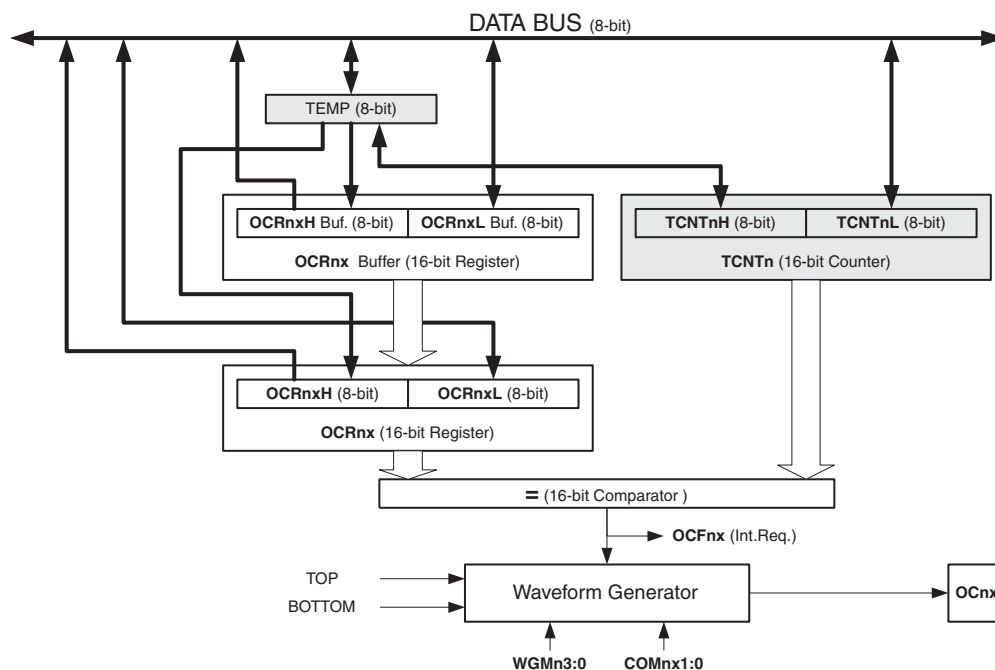 DATA BUS (8-bit)
TEMP (8-bit)
OCRnxH Buf. (8-bit) OCRnxL Buf. (8-bit)
OCRnx Buffer (16-bit Register)
TCNTnH (8-bit) TCNTnL (8-bit)
TCNTn (16-bit Counter)
OCRnxH (8-bit) OCRnxL (8-bit)
OCRnx (16-bit Register)
= (16-bit Comparator )
OCFnx (Int.Req.)
TOP
BOTTOM
Waveform Generator
OCnx
WGMn3:0 COMnx1:0